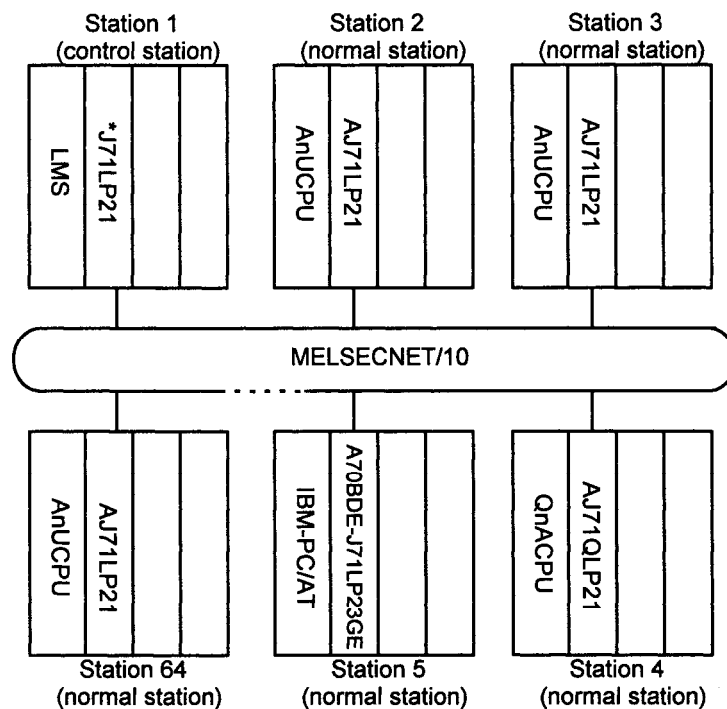 Station 1
(control station)
Station 2
(normal station)
Station 3
(normal station)
LMS
*J71LP21
AnUCPU
AJ71LP21
AnUCPU
AJ71LP21
MELSECNET/10
AnUCPU
AJ71LP21
IBM-PC/AT
A70BDE-J71LP23GE
QnACPU
AJ71QLP21
Station 64
(normal station)
Station 5
(normal station)
Station 4
(normal station)